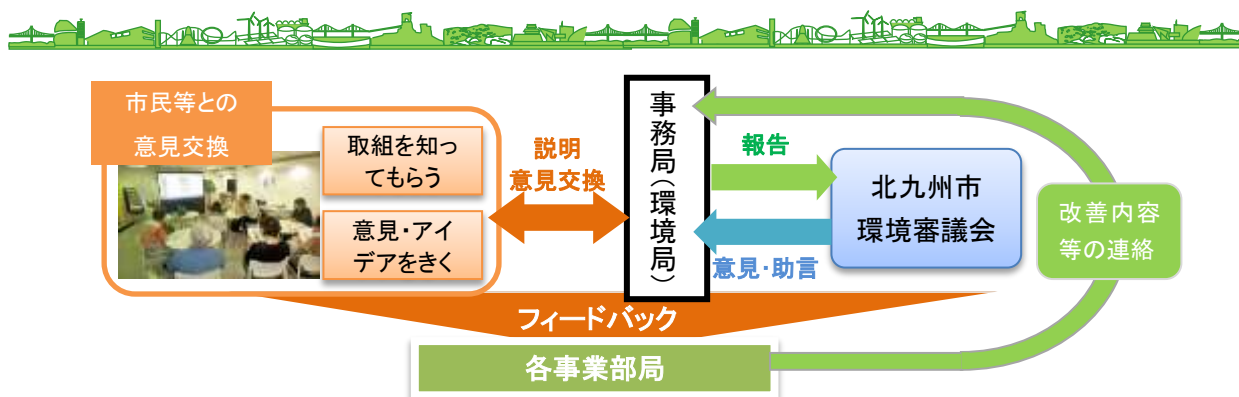 市民等との
意見交換
取組を知っ
てもらう
意見・アイ
デアをきく
説明
意見交換
事務局(環境局)
報告
意見・助言
北九州市
環境審議会
改善内容
等の連絡
フィードバック
各事業部局